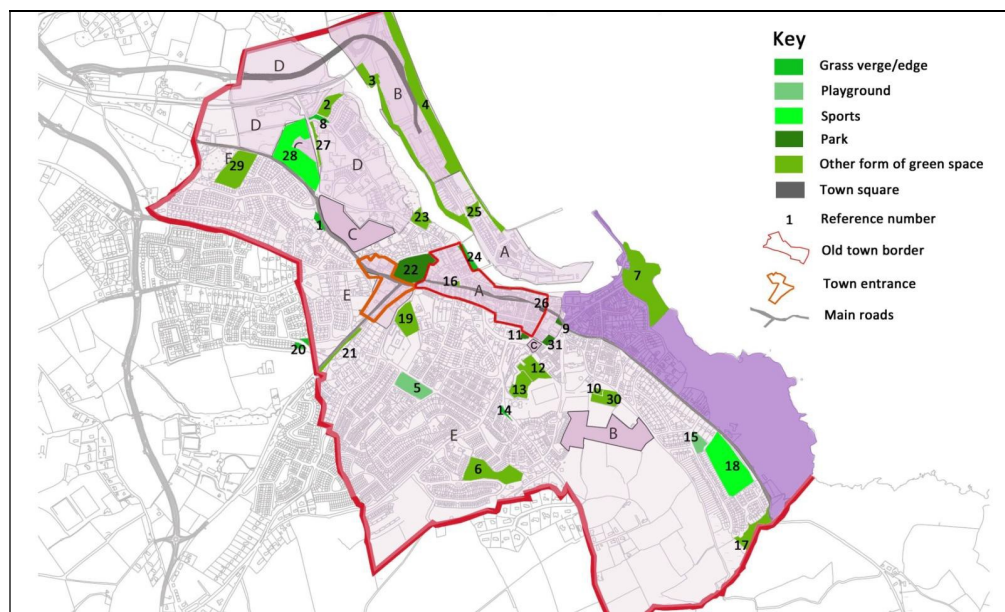 Key
Grass verge/edge
Playground
Sports
Park
Other form of green space
Town square
1 Reference number
Old town border
Town entrance
Main roads
D
3
B
4
2
8
D
C
28
27
D
E
29
25
23
1
C
A
24
7
22
16
A
E
26
19
9
11
31
20
21
C
12
5
13
10
30
14
E
B
15
18
6
17